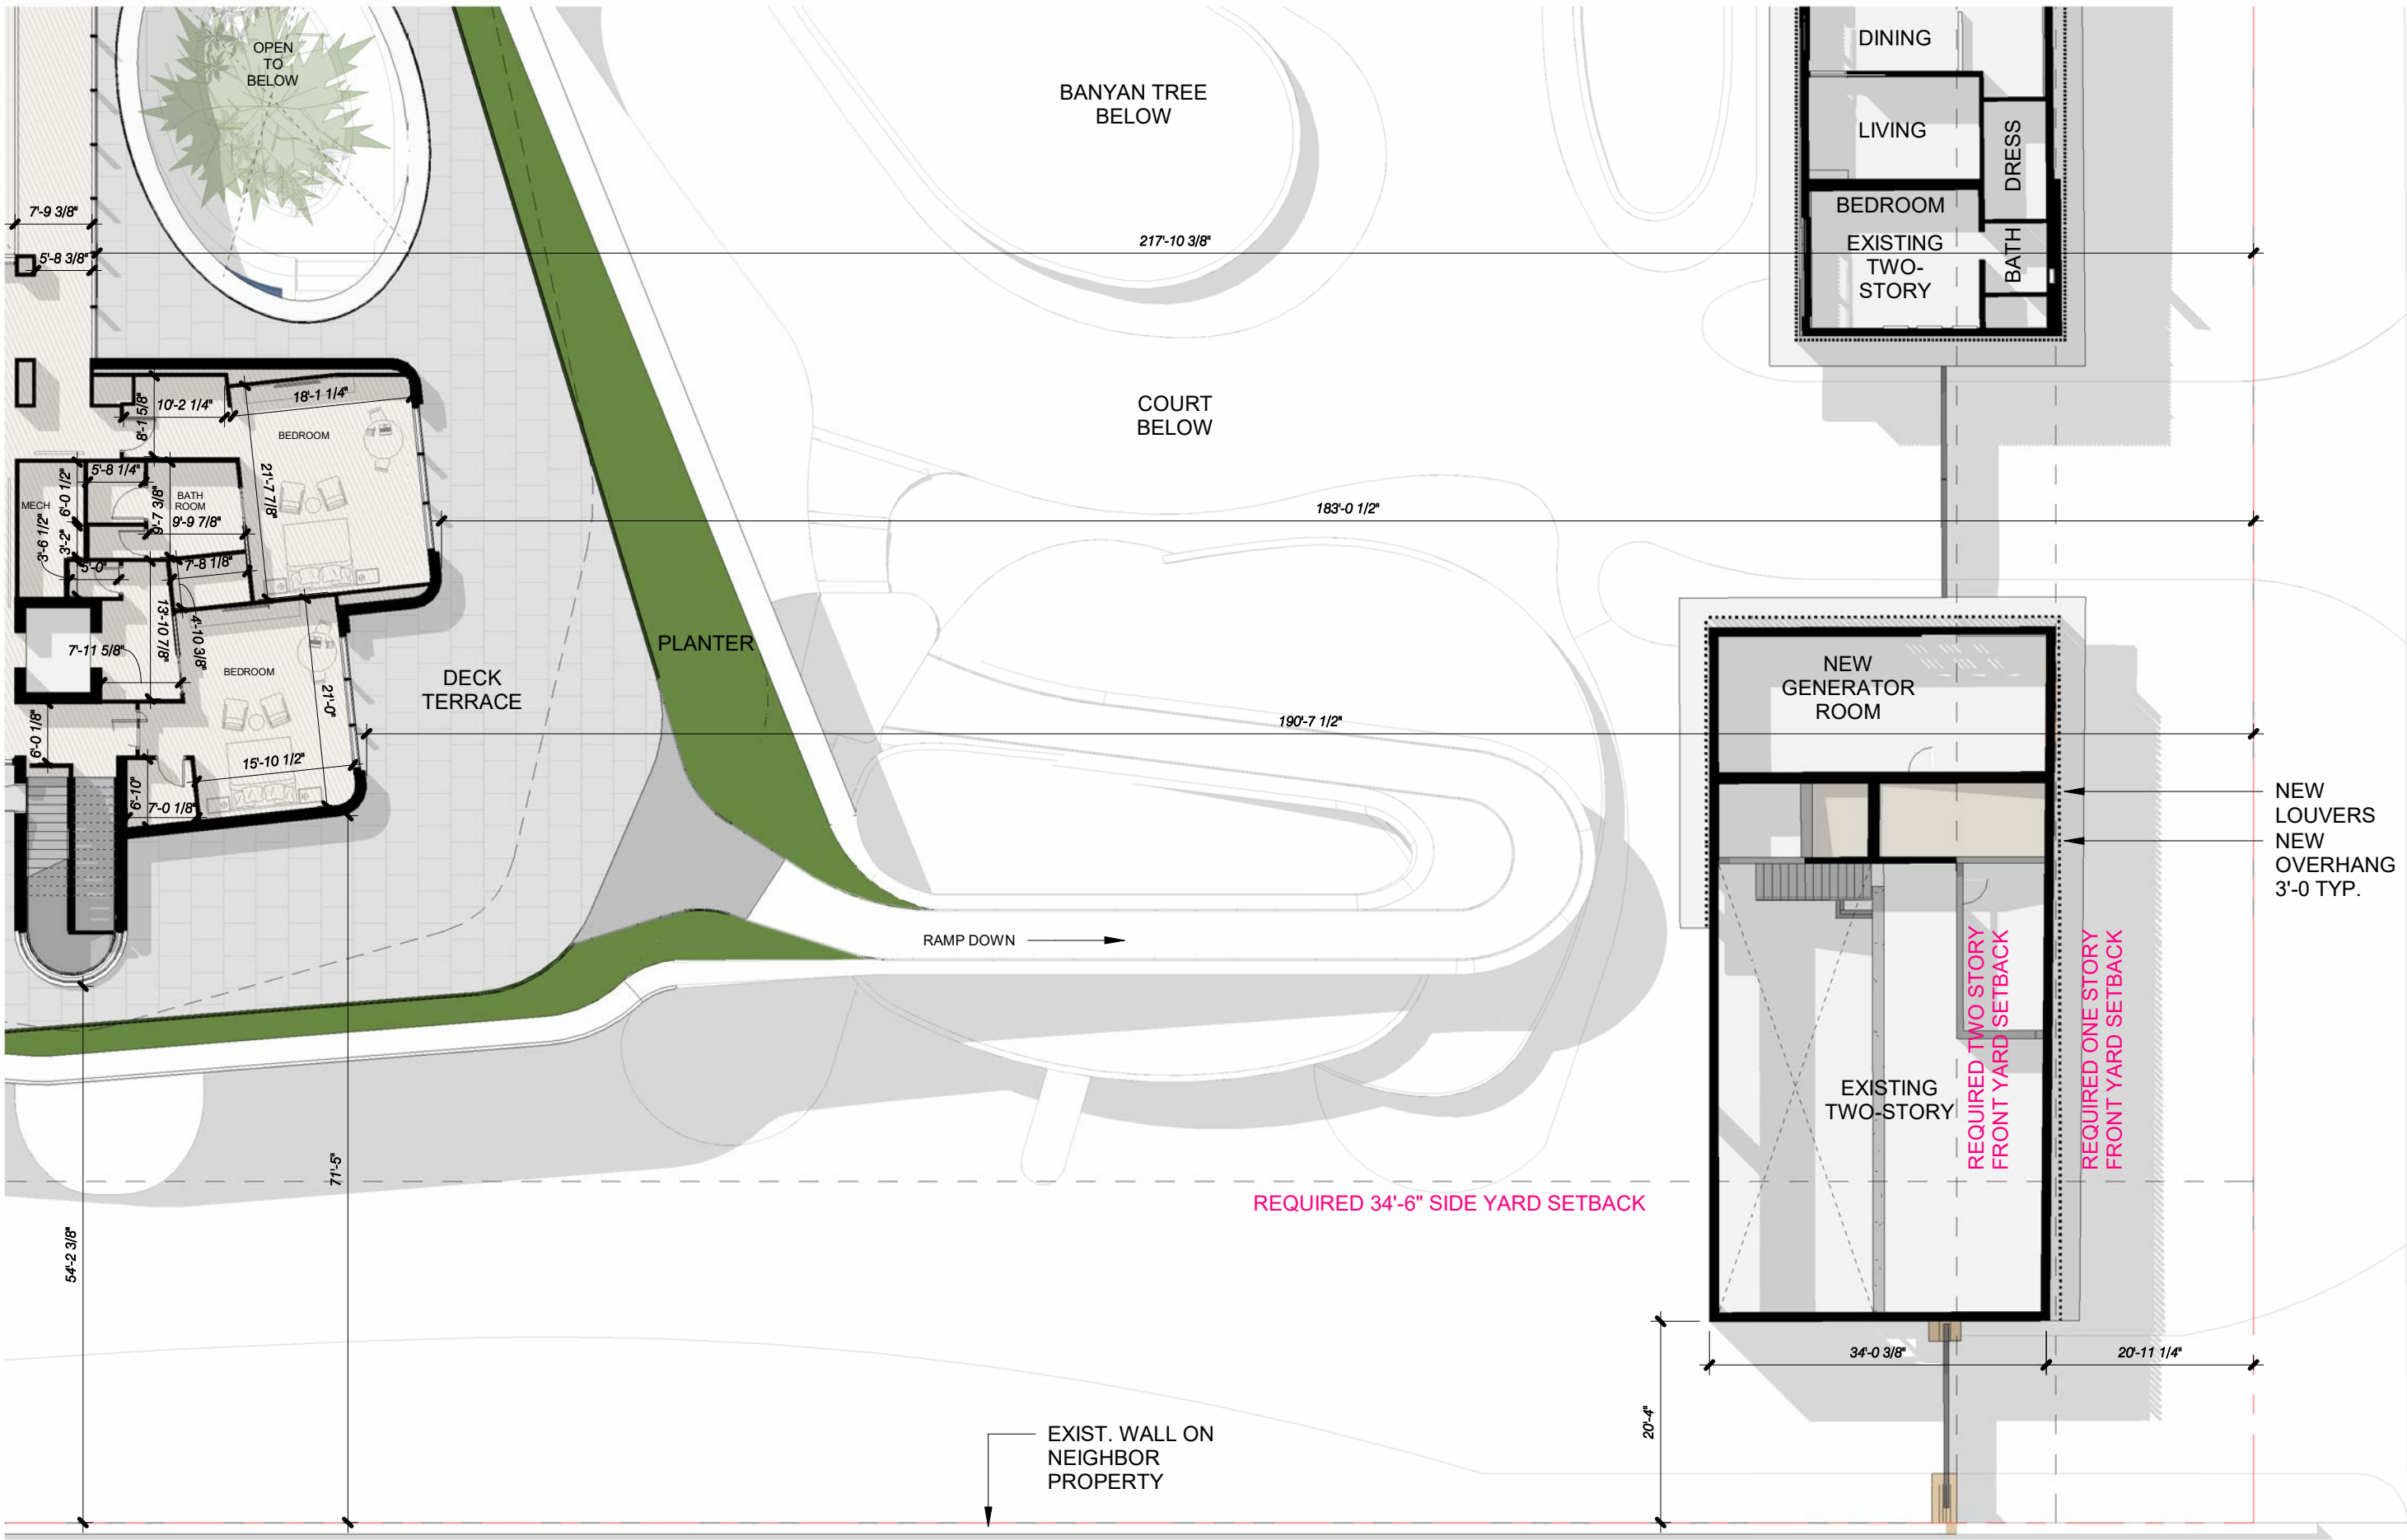 OPEN
TO
BELOW
BANYAN TREE
BELOW
DINING
LIVING
DRESS
BEDROOM
EXISTING
TWO-
STORY
BATH
7'-9 3/8"
5'-8 3/8"
217'-10 3/8"
COURT
BELOW
10'-2 1/4"
8'-1 5/8"
18'-1 1/4"
BEDROOM
21'-7 7/8"
5'-8 1/4"
6'-0 1/2"
MECH
BATH
ROOM
9'-7 3/8"
9'-9 7/8"
3'-6 1/2"
3'-2"
5'-0"
7'-8 1/8"
183'-0 1/2"
13'-10 7/8"
4'-10 3/8"
7'-11 5/8"
BEDROOM
21'-0"
6'-0 1/8"
15'-10 1/2"
6'-10"
7'-0 1/8"
DECK
TERRACE
PLANTER
190'-7 1/2"
NEW
GENERATOR
ROOM
NEW
LOUVERS
NEW
OVERHANG
3'-0 TYP.
RAMP DOWN
REQUIRED TWO STORY
FRONT YARD SETBACK
REQUIRED ONE STORY
FRONT YARD SETBACK
EXISTING
TWO-STORY
71'-5"
54'-2 3/8"
REQUIRED 34'-6" SIDE YARD SETBACK
34'-0 3/8"
20'-11 1/4"
20'-4"
EXIST. WALL ON
NEIGHBOR
PROPERTY